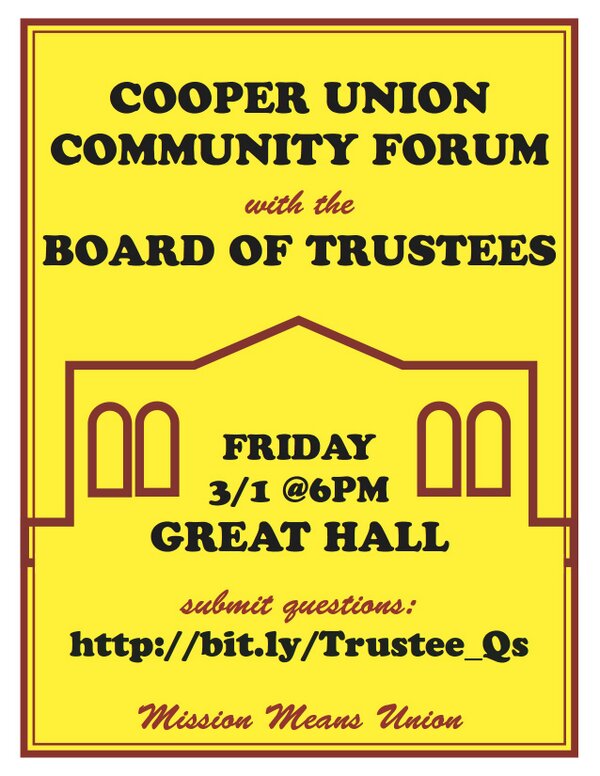 COOPER UNION
COMMUNITY FORUM
with the
BOARD OF TRUSTEES
FRIDAY
3/1 @6PM
GREAT HALL
submit questions:
http://bit.ly/Trustee_Qs
Mission Means Union